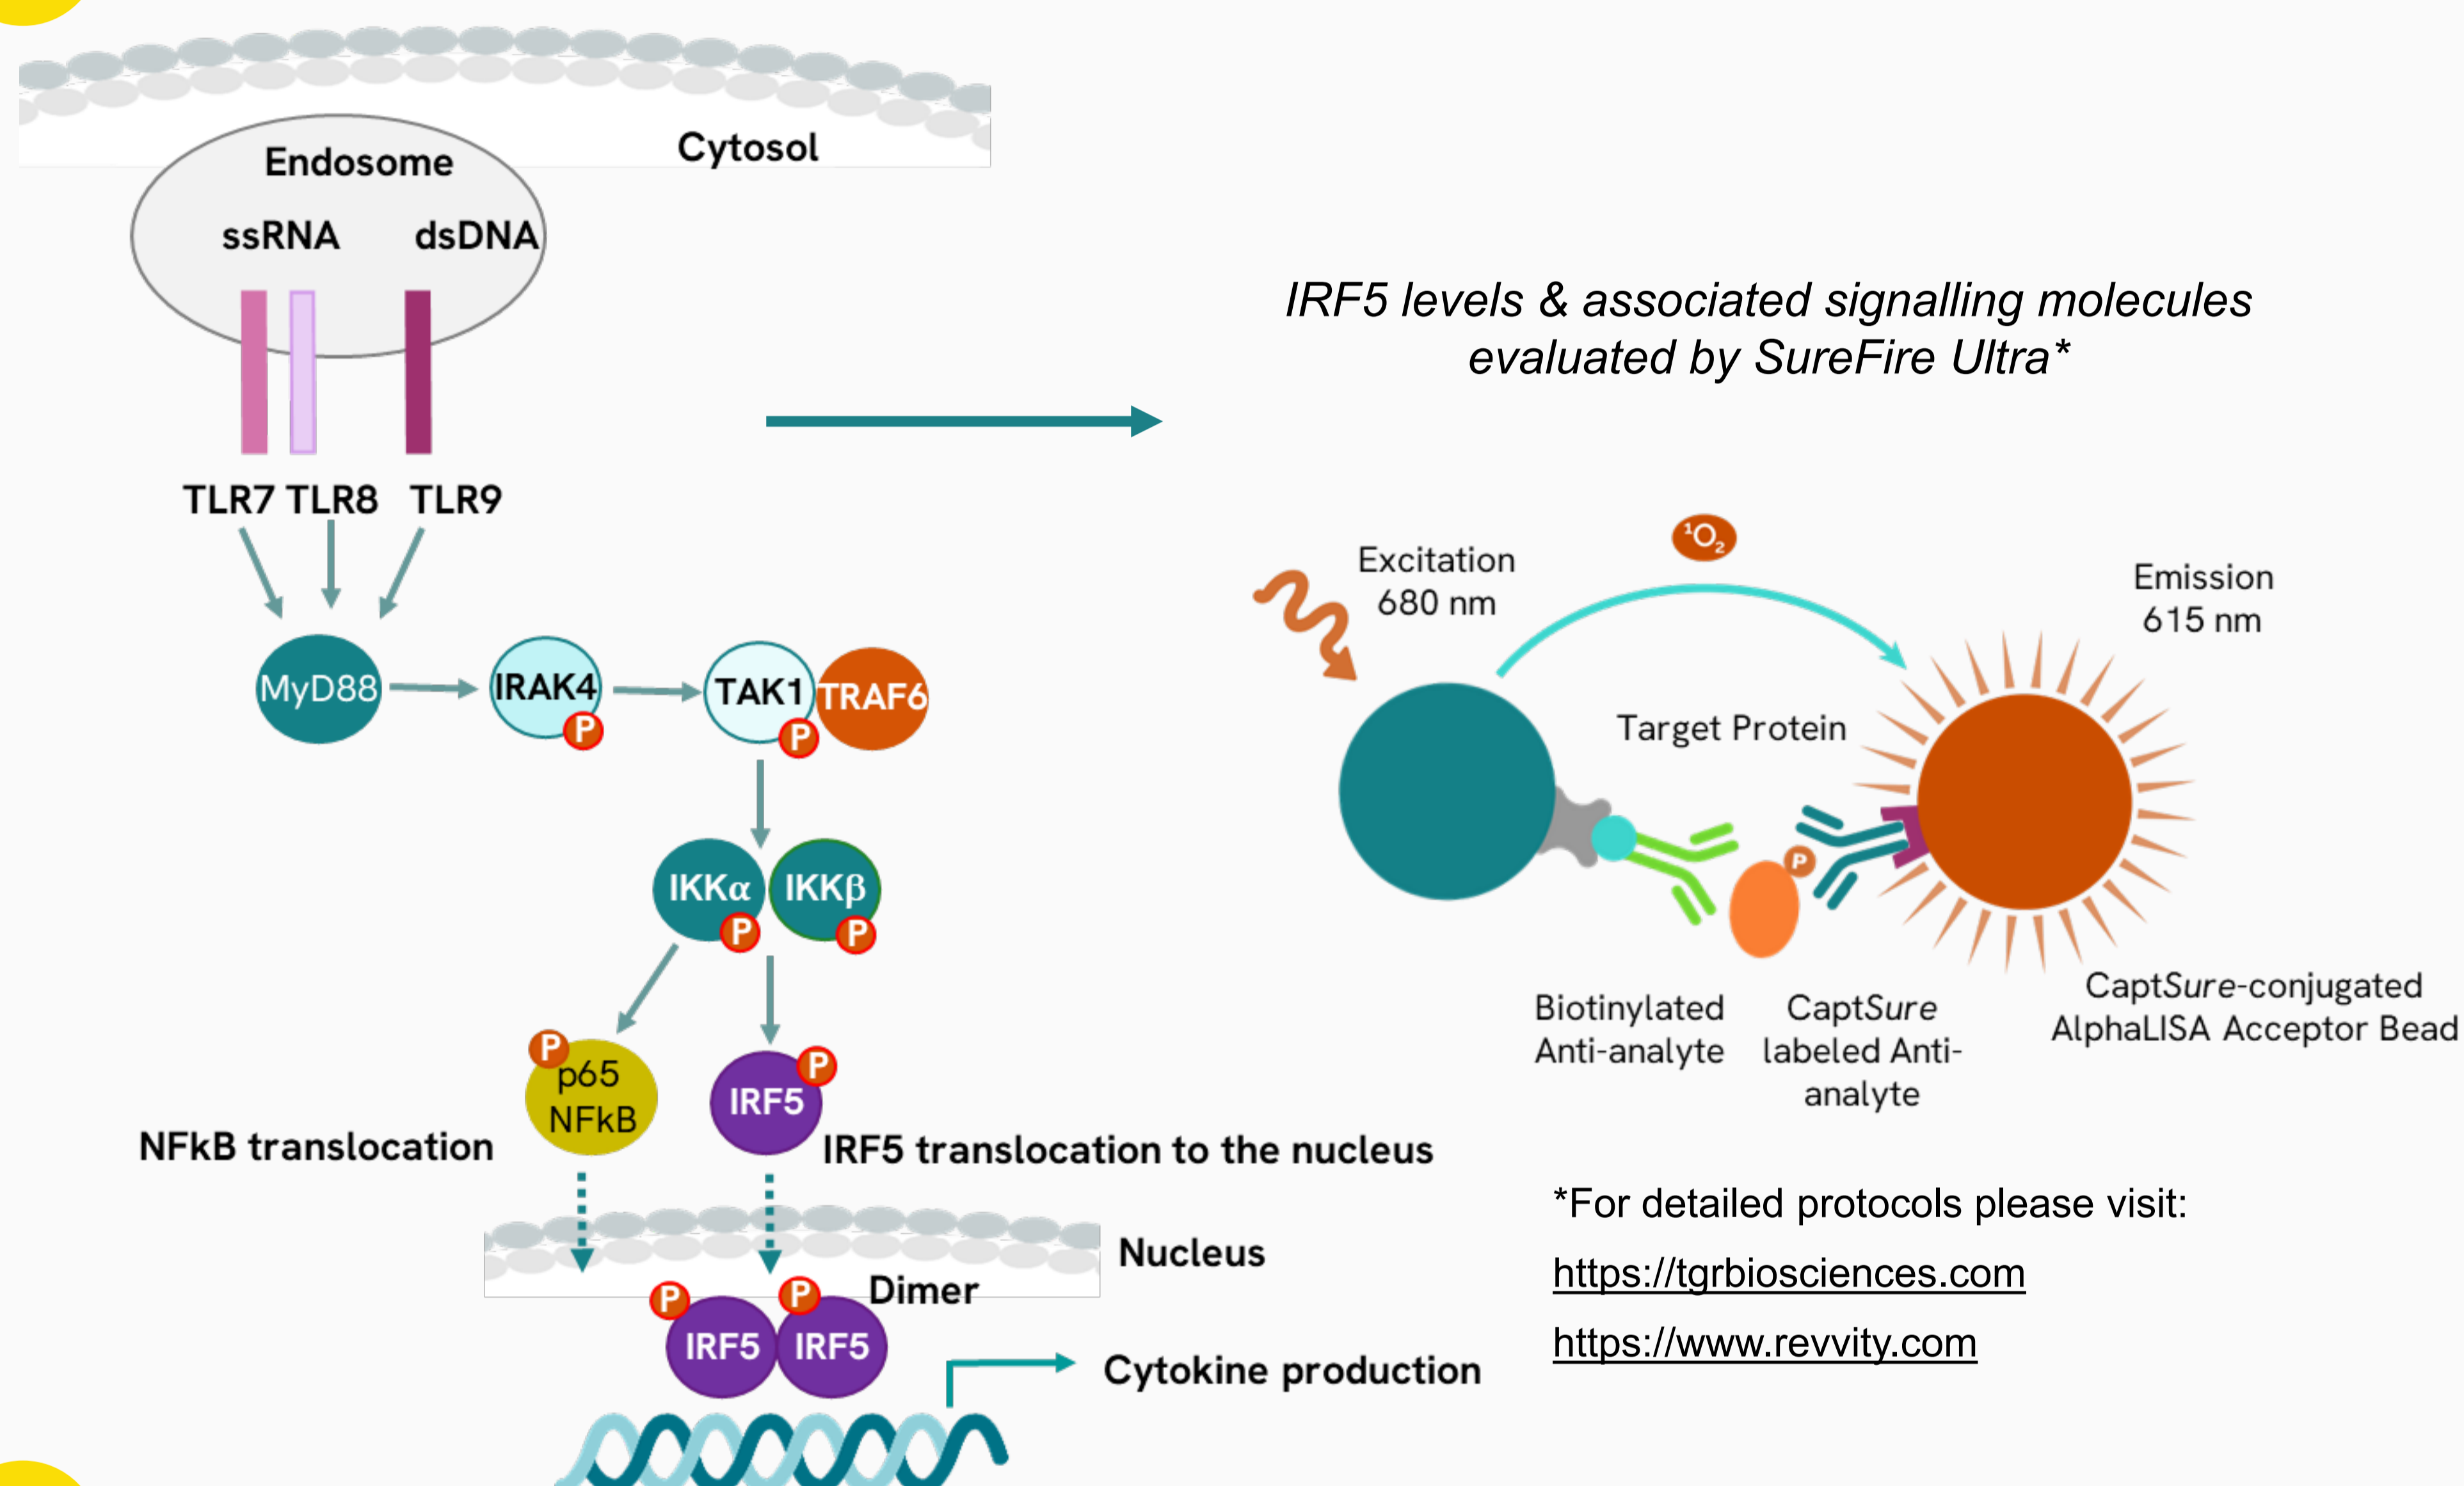 Cytosol
Endosome
ssRNA dsDNA
TLR7 TLR8 TLR9
MyD88
IRAK4
P
TAK1
P
TRAF6
IKKα
P
IKKβ
P
P
p65
NFkB
P
IRF5
NFkB translocation
IRF5 translocation to the nucleus
Nucleus
Dimer
P
IRF5
P
IRF5
Cytokine production
IRF5 levels & associated signalling molecules
evaluated by SureFire Ultra*
Excitation
680 nm
¹O₂
Emission
615 nm
Target Protein
P
Biotinylated
Anti-analyte
CaptSure
labeled Anti-
analyte
CaptSure-conjugated
AlphaLISA Acceptor Bead
*For detailed protocols please visit:
https://tgrbiosciences.com
https://www.revvity.com